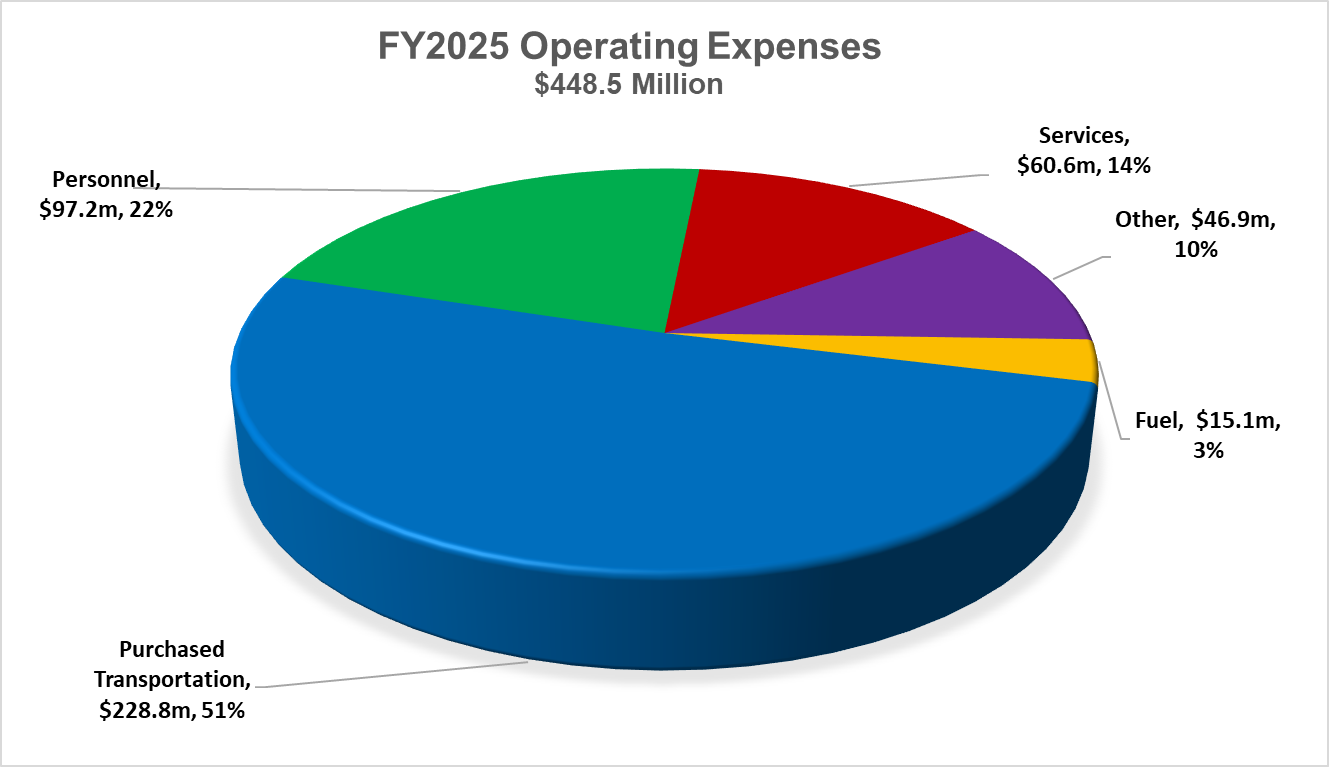 FY2025 Operating Expenses
$448.5 Million
Services,
$60.6m, 14%
Personnel,
$97.2m, 22%
Other,  $46.9m,
10%
Fuel,  $15.1m,
3%
Purchased
Transportation,
$228.8m, 51%